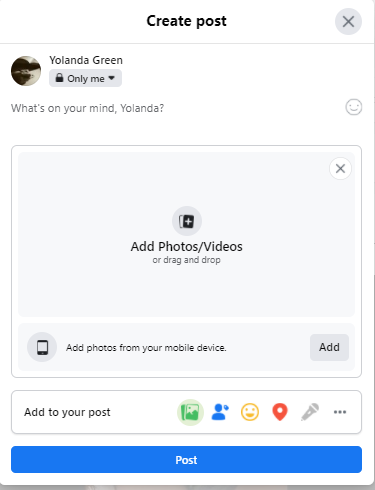 Create post
Yolanda Green
Only me
What's on your mind, Yolanda?
Add Photos/Videos
or drag and drop
Add photos from your mobile device.
Add
Add to your post
Post